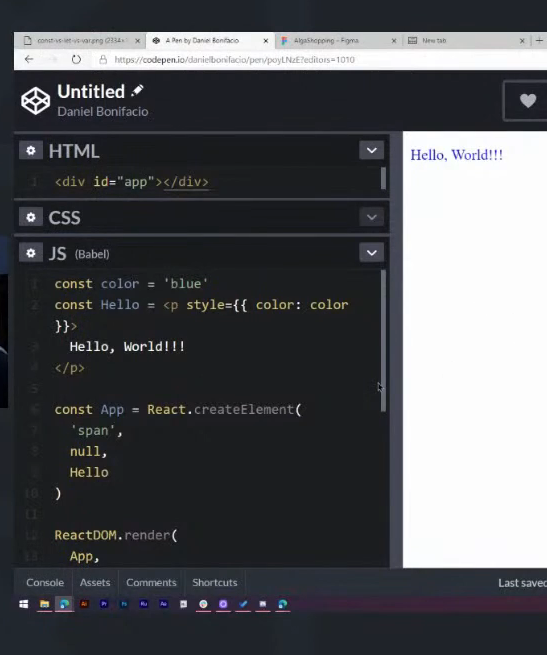 const-vs-let-vs-var.png (2334×
A Pen by Daniel Bonifacio
AlgaShopping – Figma
New tab
https://codepen.io/danielbonifacio/pen/poyLNzE?editors=1010
Untitled
Daniel Bonifacio
HTML
1 <div id="app"></div>
CSS
JS (Babel)
1 const color = 'blue'
2 const Hello = <p style={{ color: color
}}>
3 Hello, World!!!
4 </p>
5
6 const App = React.createElement(
7 'span',
8 null,
9 Hello
10 )
11
12 ReactDOM.render(
13 App,
Hello, World!!!
Console Assets Comments Shortcuts
Last saved